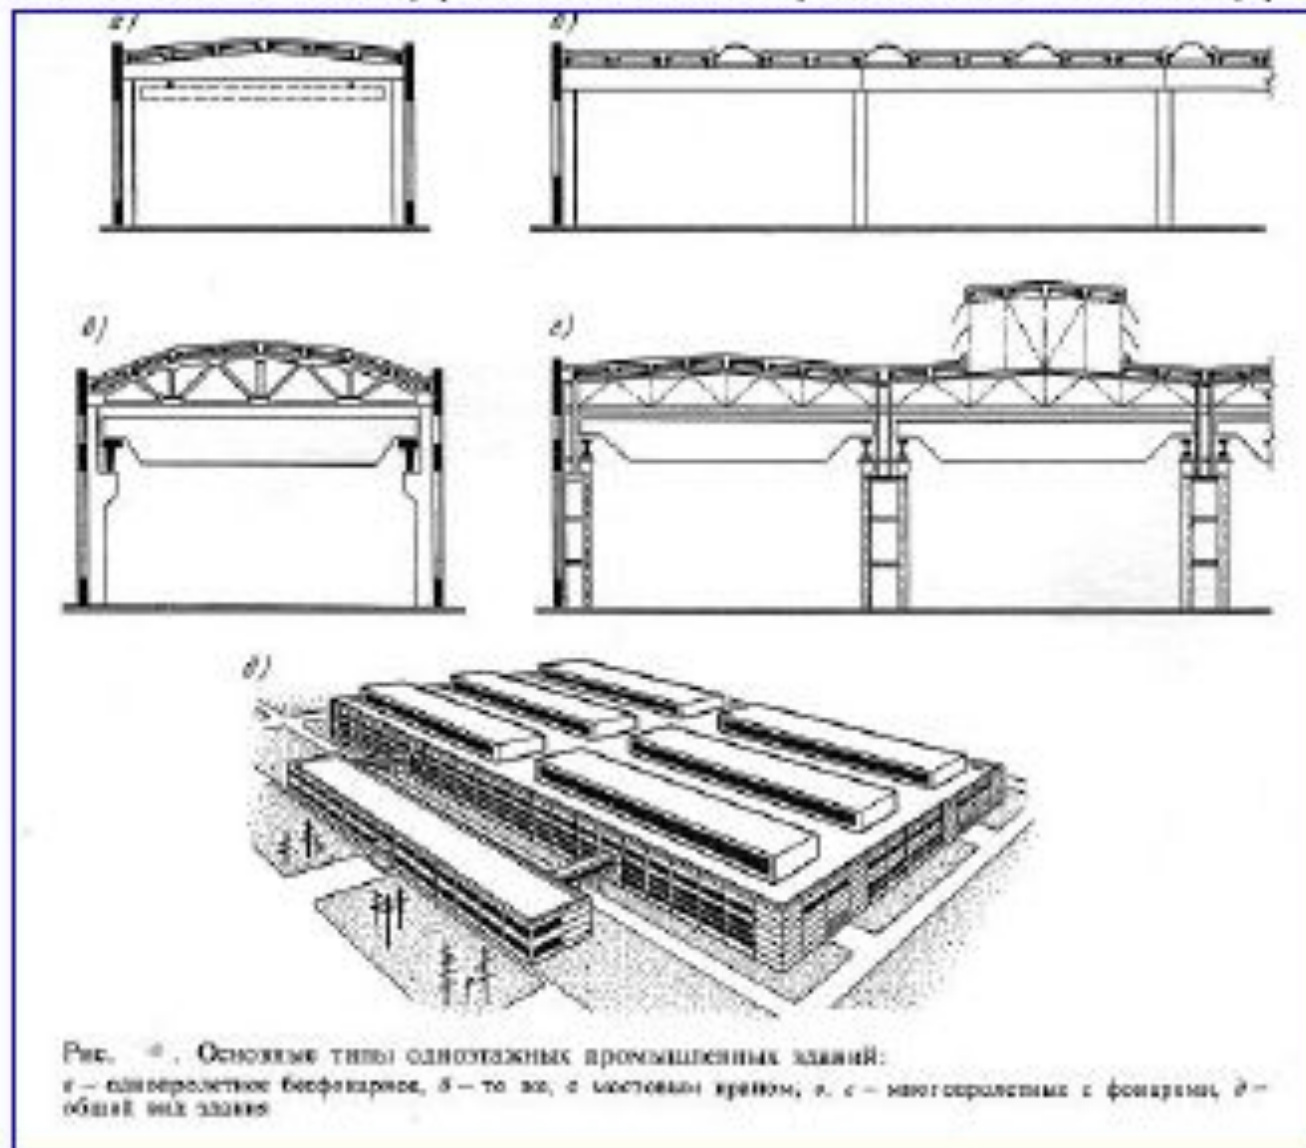 а)
б)
в)
г)
д)
Рис. . Основные типы одноэтажных промышленных зданий:
а – однопролетное бесфонарное, б – то же, с мостовым краном, в, г – многопролетные с фонарями, д –
общий вид здания